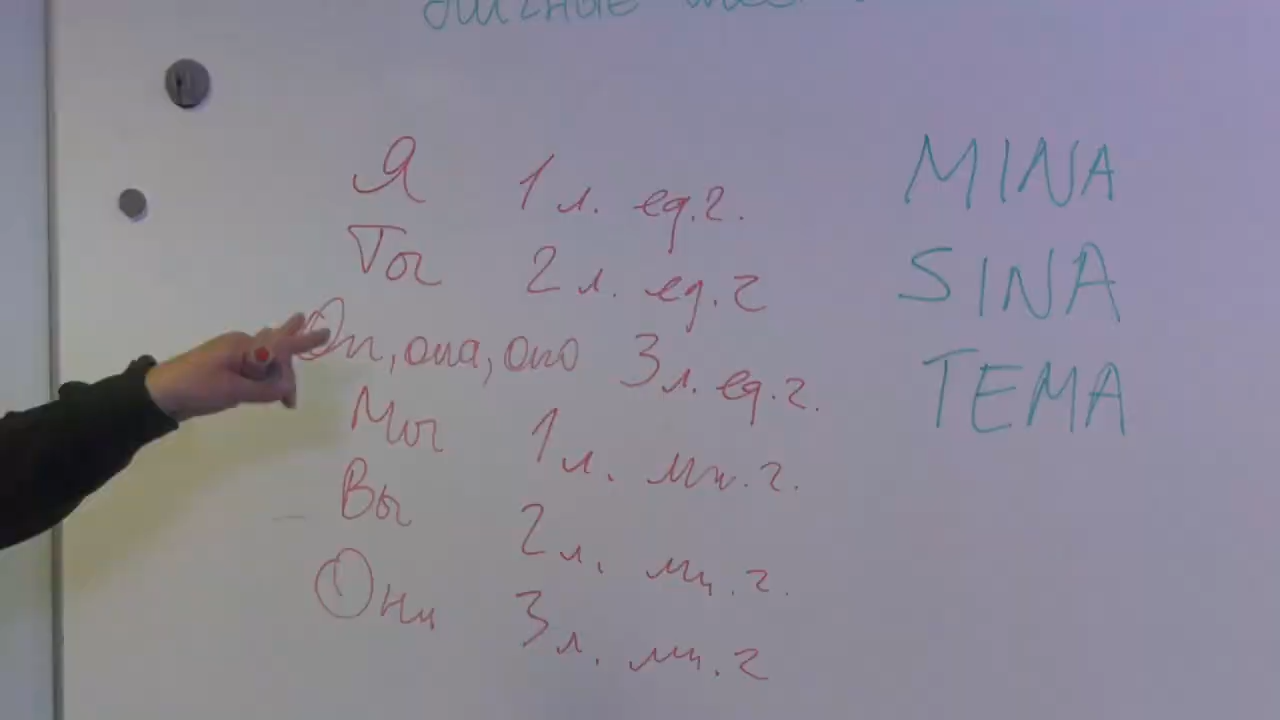 Я 1 л. ед.ч. MINA
Ты 2 л. ед.ч SINA
Он, она, оно 3 л. ед.ч. TEMA
Мы 1 л. мн.ч.
Вы 2 л. мн.ч.
Они 3 л. мн.ч